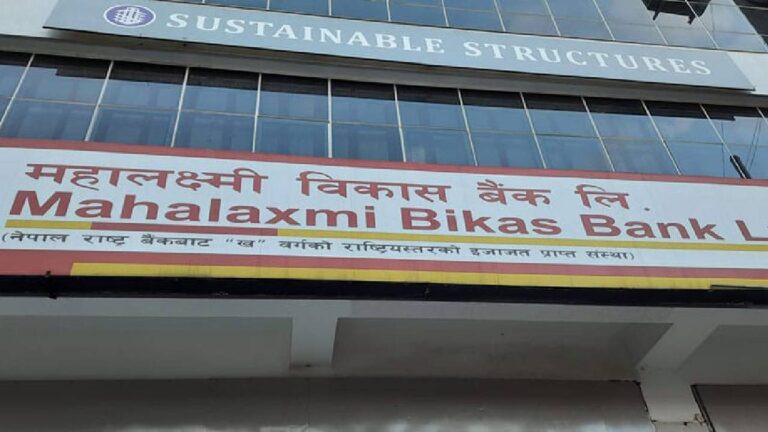 SUSTAINABLE STRUCTURES
महालक्ष्मी विकास बैंक लि.
Mahalaxmi Bikas Bank L
(नेपाल राष्ट्र बैंकबाट "ख" वर्गको राष्ट्रियस्तरको इजाजत प्राप्त संस्था)